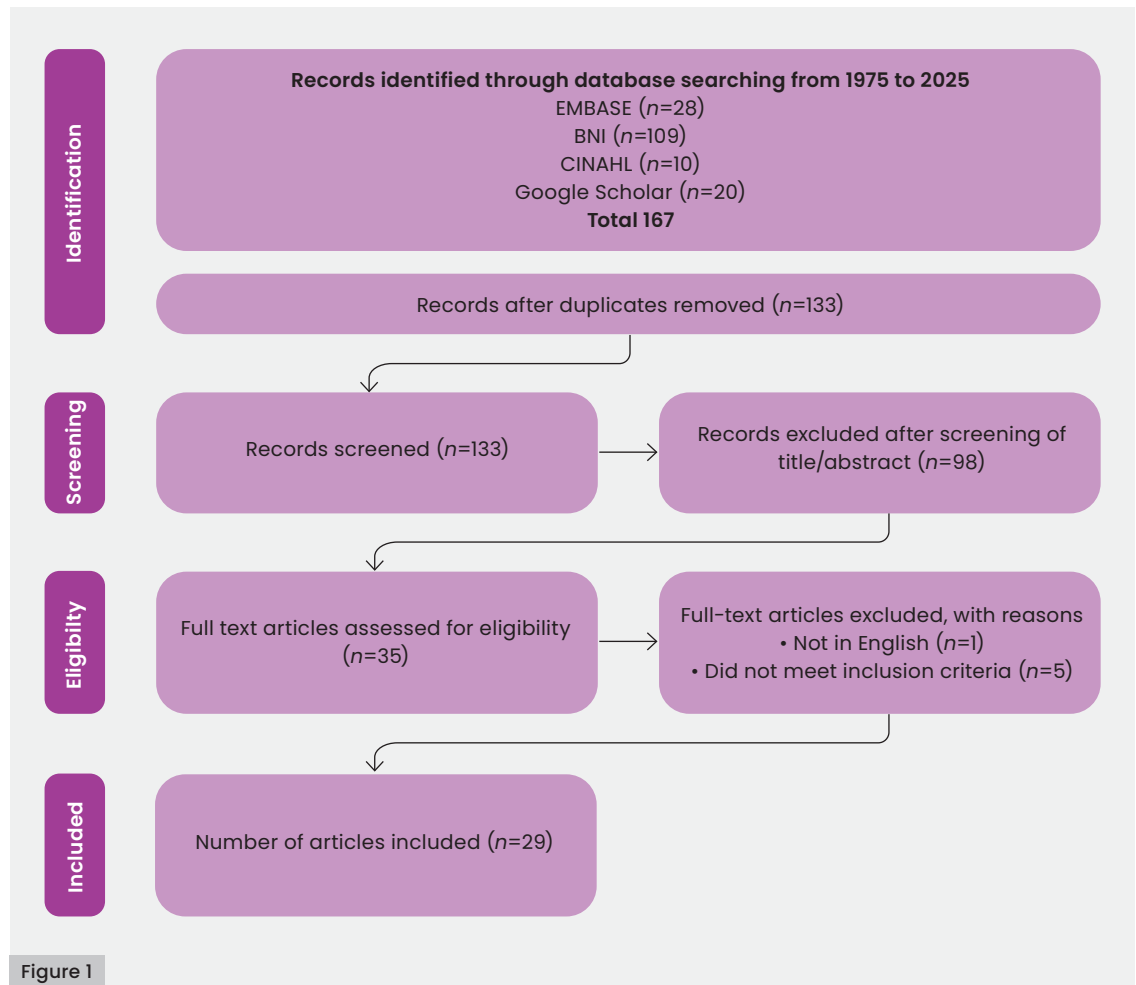 Identification
Records identified through database searching from 1975 to 2025
EMBASE (n=28)
BNI (n=109)
CINAHL (n=10)
Google Scholar (n=20)
Total 167
Records after duplicates removed (n=133)
Screening
Records screened (n=133)
Records excluded after screening of
title/abstract (n=98)
Eligibilty
Full text articles assessed for eligibility
(n=35)
Full-text articles excluded, with reasons
• Not in English (n=1)
• Did not meet inclusion criteria (n=5)
Included
Number of articles included (n=29)
Figure 1